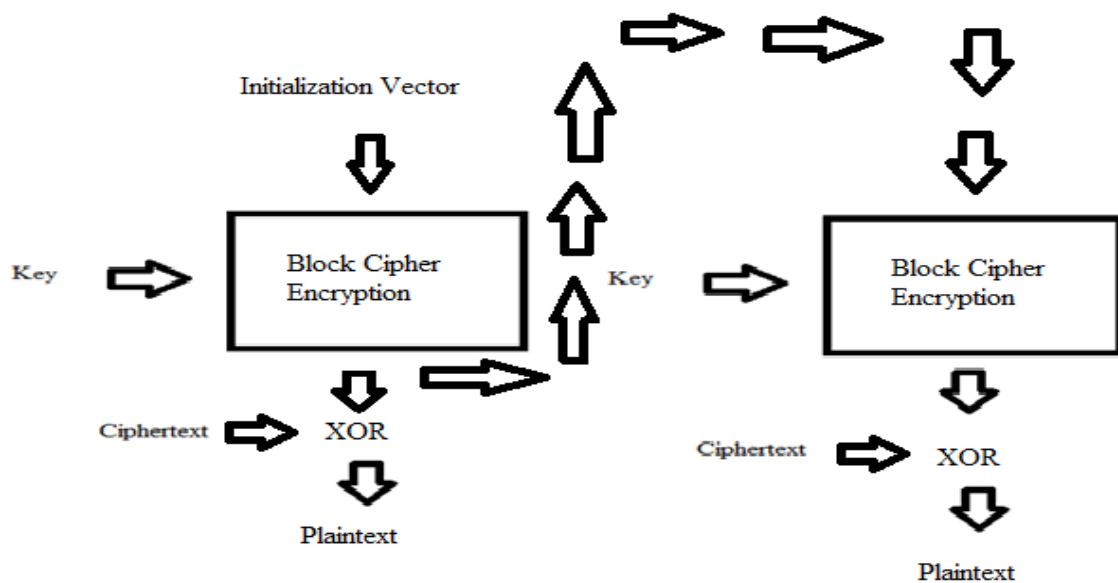 Initialization Vector
Key
Block Cipher
Encryption
Key
Block Cipher
Encryption
Ciphertext
XOR
Plaintext
Ciphertext
XOR
Plaintext